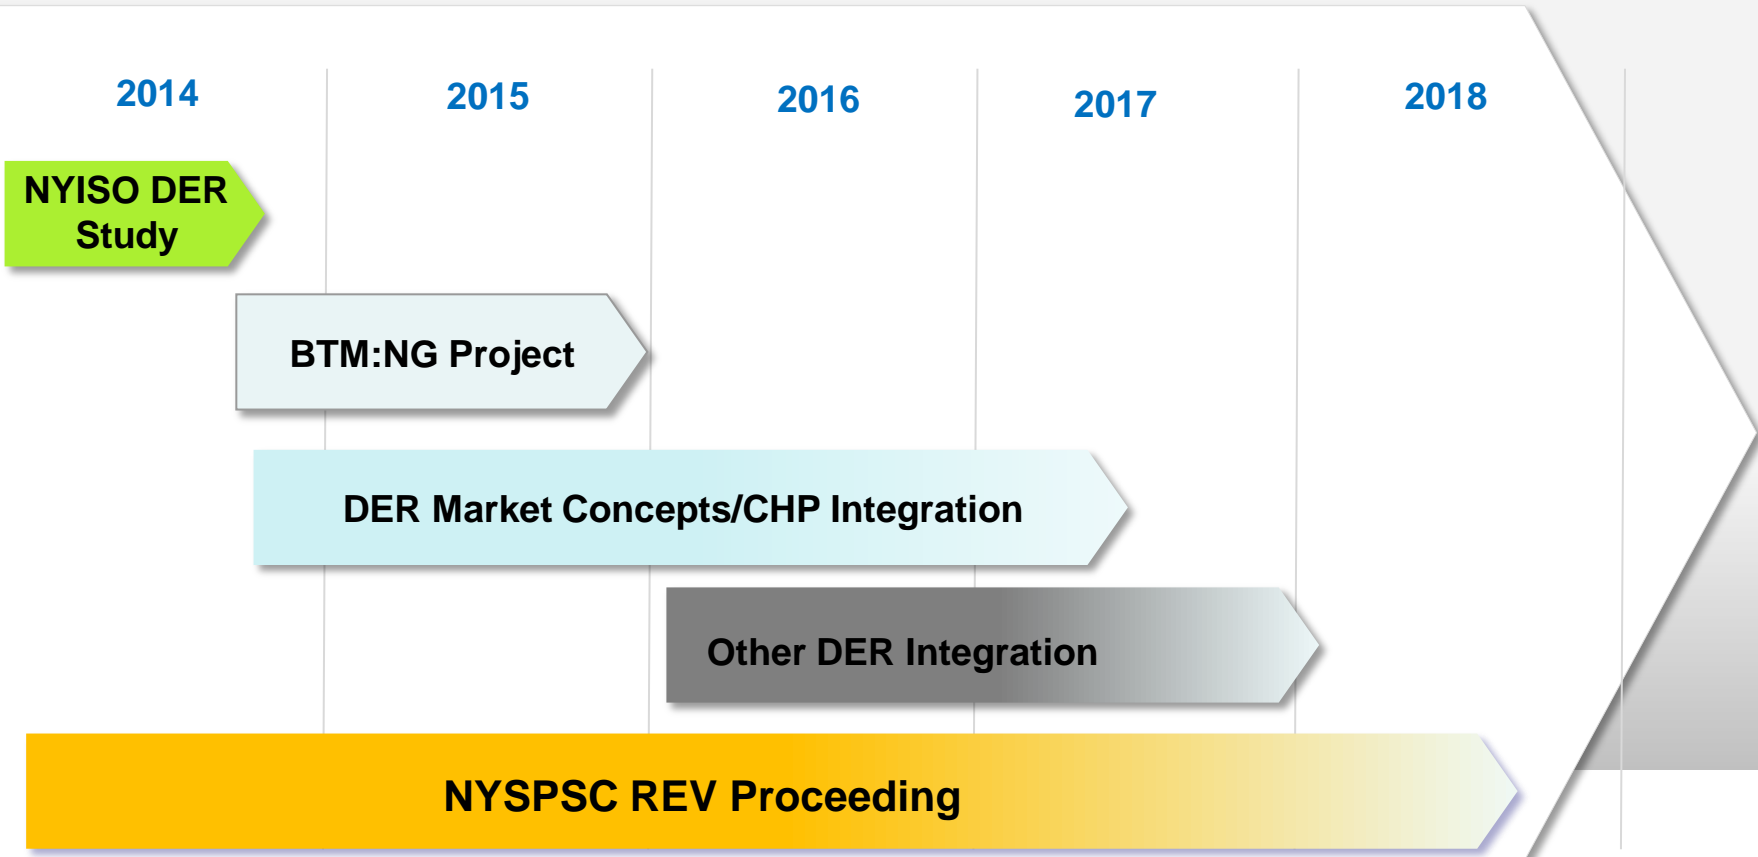 2014
2015
2016
2017
2018
NYISO DER
Study
BTM:NG Project
DER Market Concepts/CHP Integration
Other DER Integration
NYSPSC REV Proceeding